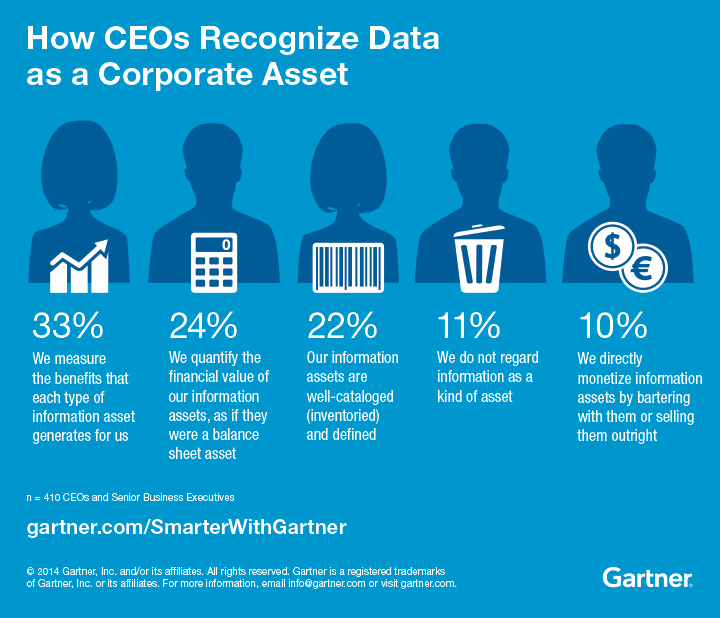 How CEOs Recognize Data
as a Corporate Asset
0
$
€
33%
We measure
the benefits that
each type of
information asset
generates for us
24%
We quantify the
financial value of
our information
assets, as if they
were a balance
sheet asset
22%
Our information
assets are
well-cataloged
(inventoried)
and defined
11%
We do not regard
information as a
kind of asset
10%
We directly
monetize information
assets by bartering
with them or selling
them outright
n = 410 CEOs and Senior Business Executives
gartner.com/SmarterWithGartner
© 2014 Gartner, Inc. and/or its affiliates. All rights reserved. Gartner is a registered trademarks
of Gartner, Inc. or its affiliates. For more information, email info@gartner.com or visit gartner.com.
Gartner®